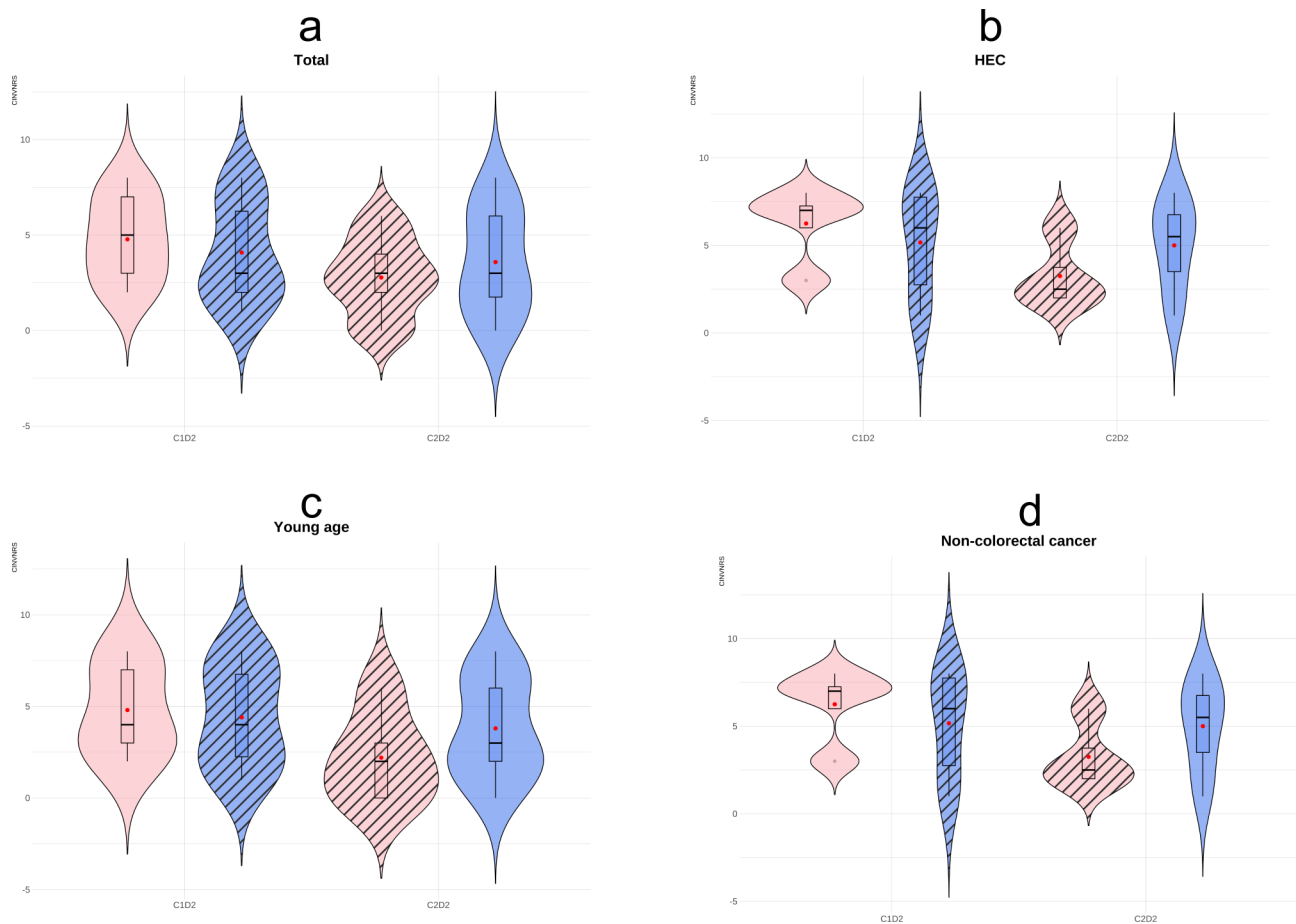 a
Total
CINVNRS
10
5
0
-5
C1D2
C2D2
b
HEC
CINVNRS
10
5
0
-5
C1D2
C2D2
c
Young age
CINVNRS
10
5
0
-5
C1D2
C2D2
d
Non-colorectal cancer
CINVNRS
10
5
0
-5
C1D2
C2D2